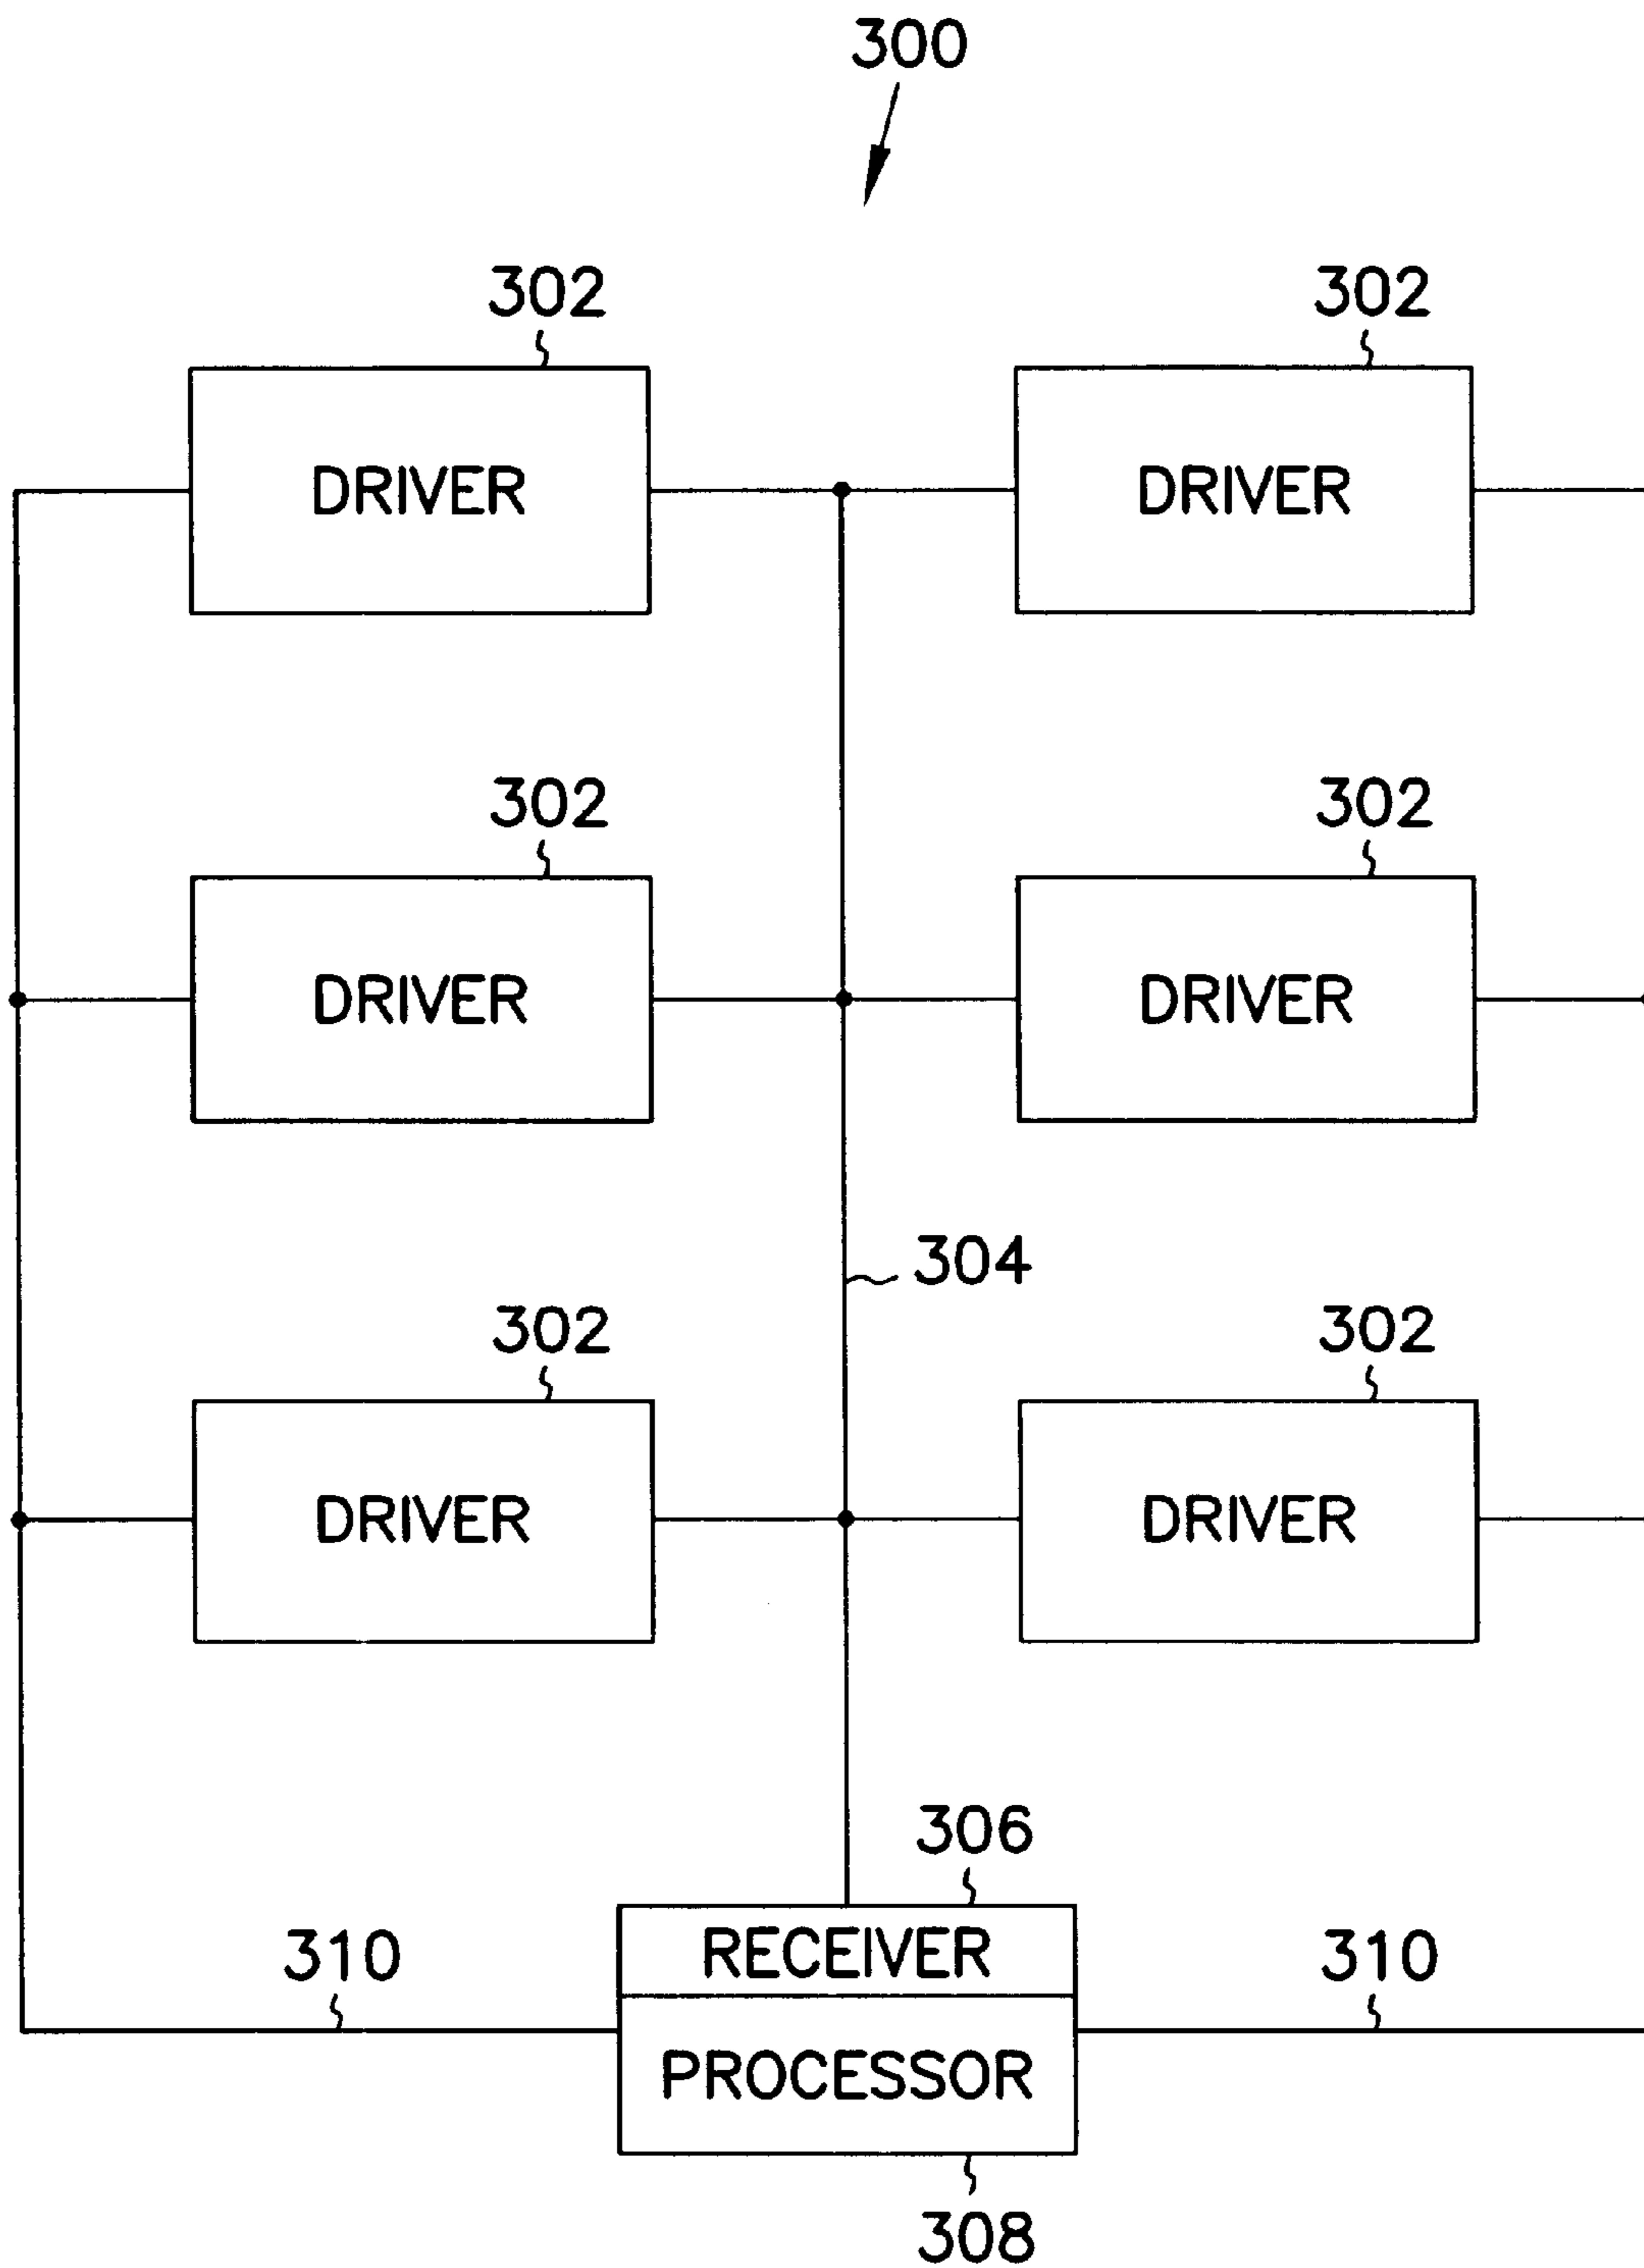 300
302 302
DRIVER DRIVER
302 302
DRIVER DRIVER
304
302 302
DRIVER DRIVER
306
310 RECEIVER 310
PROCESSOR
308